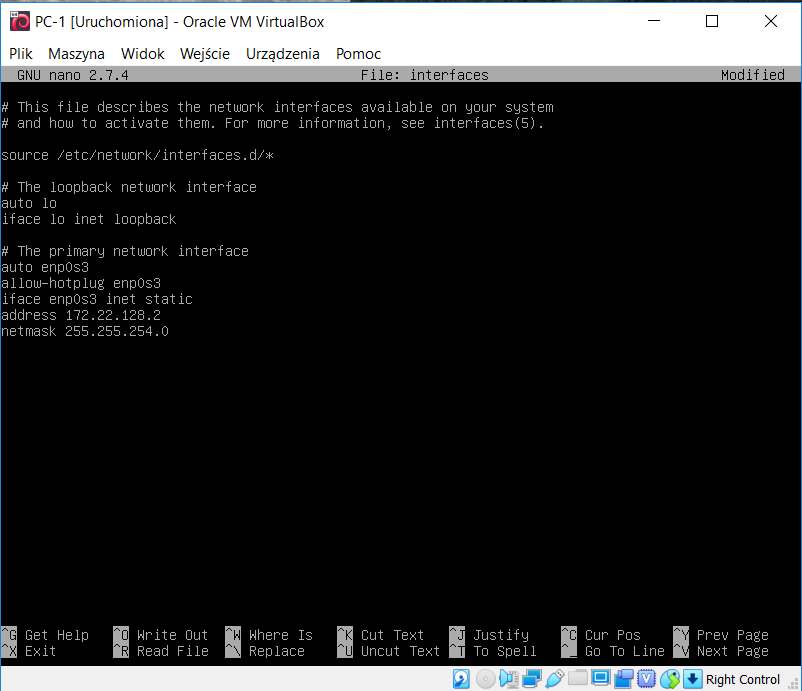 PC-1 [Uruchomiona] - Oracle VM VirtualBox
Plik Maszyna Widok Wejście Urządzenia Pomoc
GNU nano 2.7.4 File: interfaces Modified
# This file describes the network interfaces available on your system
# and how to activate them. For more information, see interfaces(5).
source /etc/network/interfaces.d/*
# The loopback network interface
auto lo
iface lo inet loopback
# The primary network interface
auto enp0s3
allow-hotplug enp0s3
iface enp0s3 inet static
address 172.22.128.2
netmask 255.255.254.0
^G Get Help ^O Write Out ^W Where Is ^K Cut Text ^J Justify ^C Cur Pos ^Y Prev Page
^X Exit ^R Read File ^\ Replace ^U Uncut Text ^T To Spell ^_ Go To Line ^V Next Page
Right Control